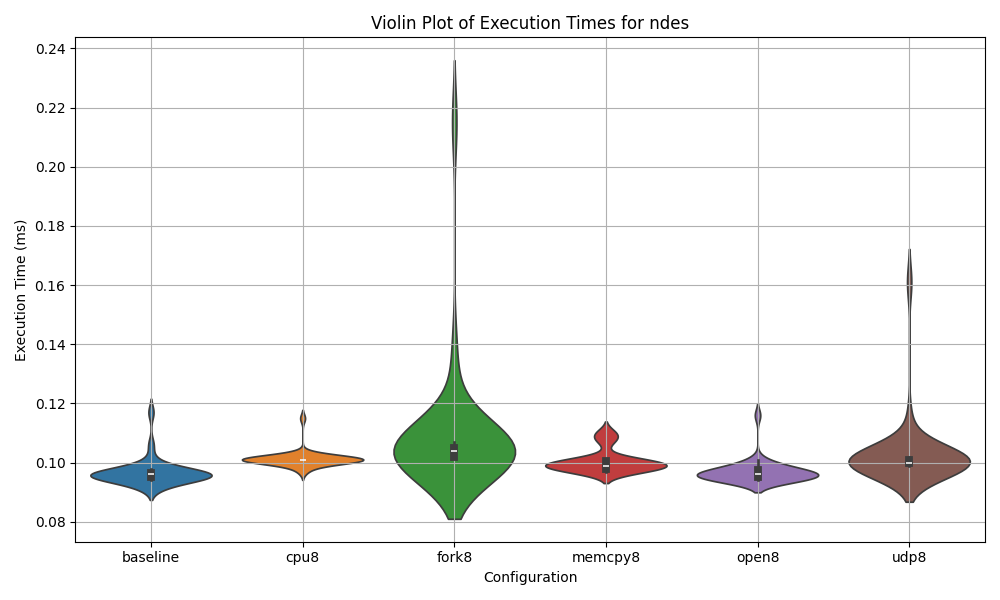 Violin Plot of Execution Times for ndes
Execution Time (ms)
0.24
0.22
0.20
0.18
0.16
0.14
0.12
0.10
0.08
baseline
cpu8
fork8
memcpy8
open8
udp8
Configuration